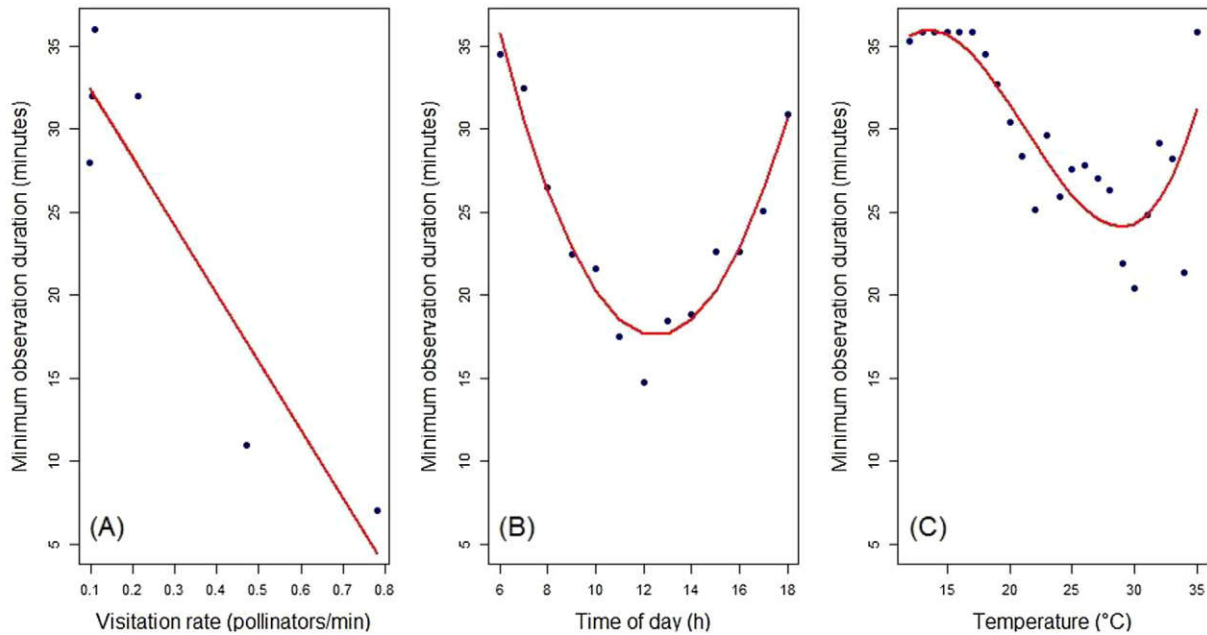 Minimum observation duration (minutes)
35
30
25
20
15
10
5
(A)
0.1 0.2 0.3 0.4 0.5 0.6 0.7 0.8
Visitation rate (pollinators/min)
Minimum observation duration (minutes)
35
30
25
20
15
10
5
(B)
6 8 10 12 14 16 18
Time of day (h)
Minimum observation duration (minutes)
35
30
25
20
15
10
5
(C)
15 20 25 30 35
Temperature (°C)